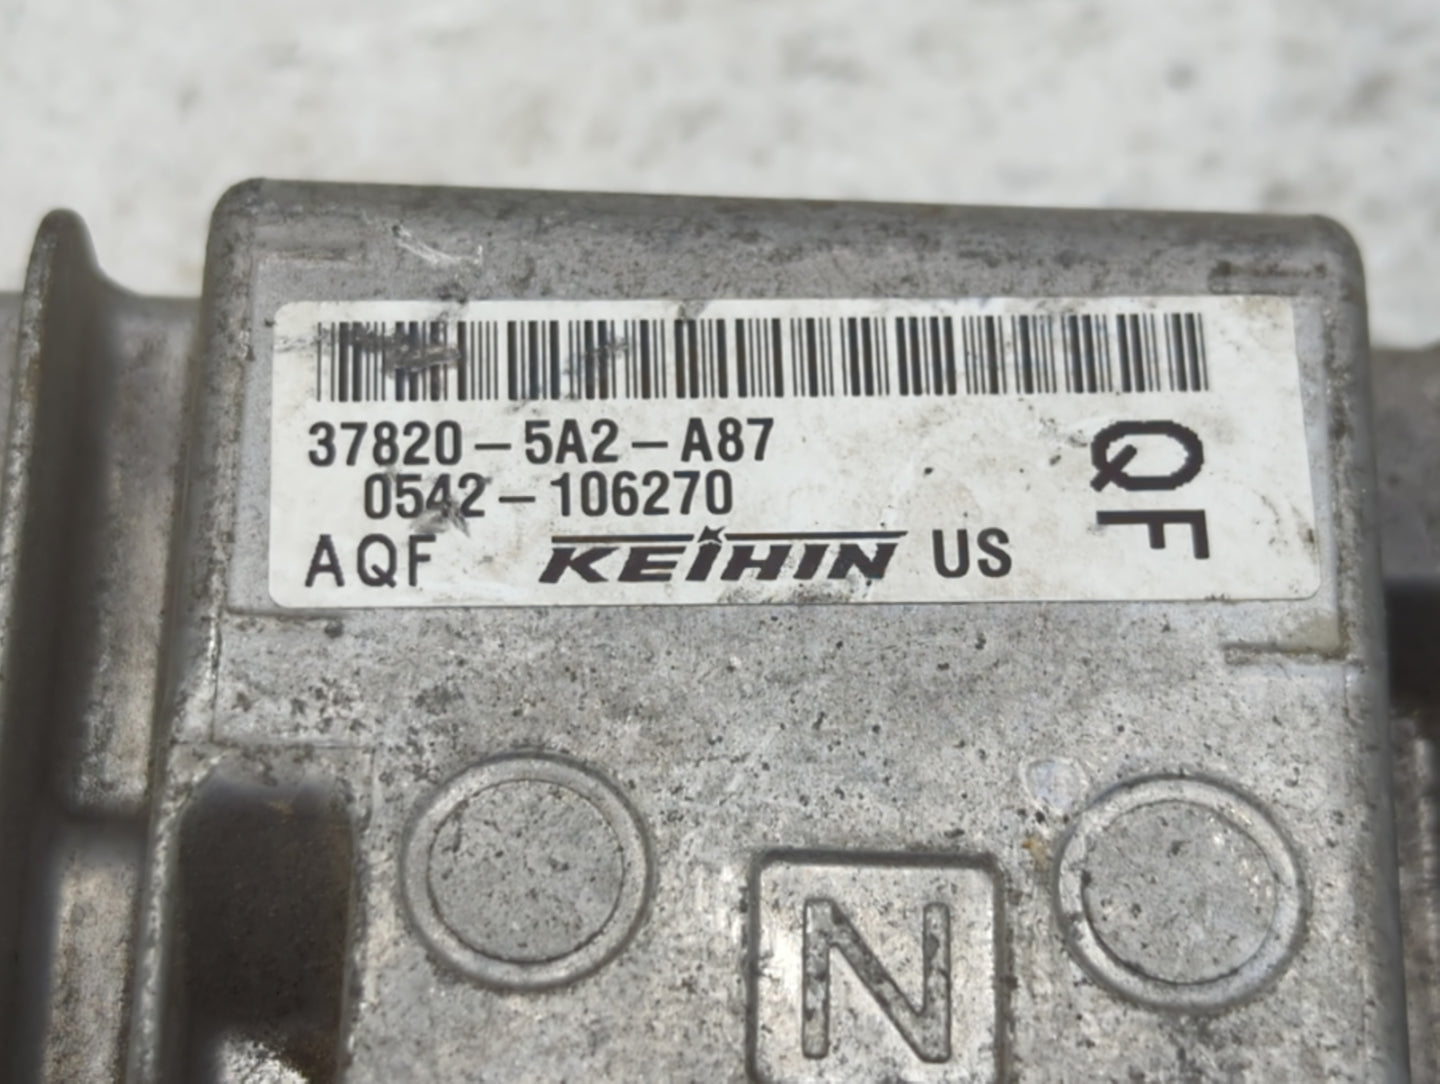 37820-5A2-A87
0542-106270
AQF KEIHIN US
QF
N